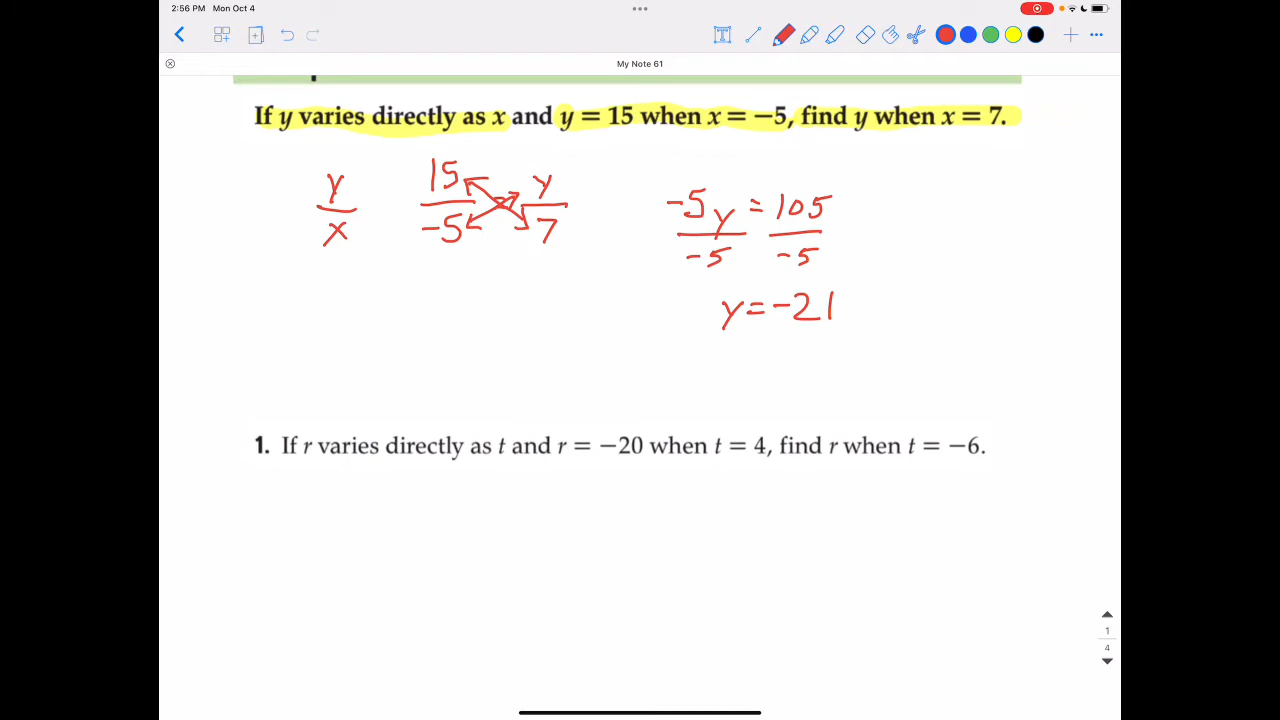 2:56 PM Mon Oct 4
My Note 61
If y varies directly as x and y = 15 when x = −5, find y when x = 7.
y/x 15/-5 = y/7 -5y/-5 = 105/-5
y = -21
1. If r varies directly as t and r = −20 when t = 4, find r when t = −6.
1
4